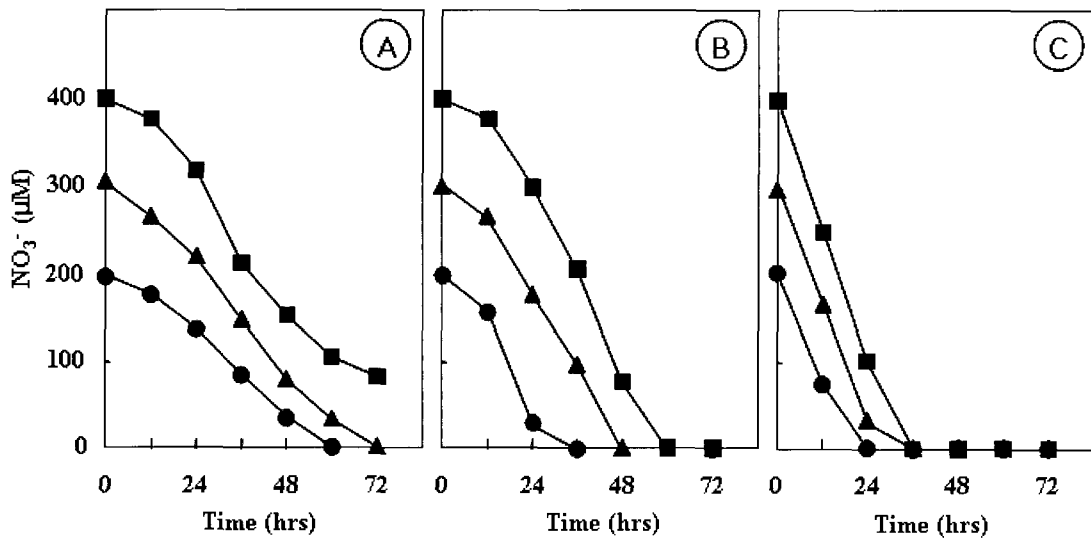 A
B
C
400
300
200
100
0
NO₃⁻ (µM)
0 24 48 72
0 24 48 72
0 24 48 72
Time (hrs)
Time (hrs)
Time (hrs)